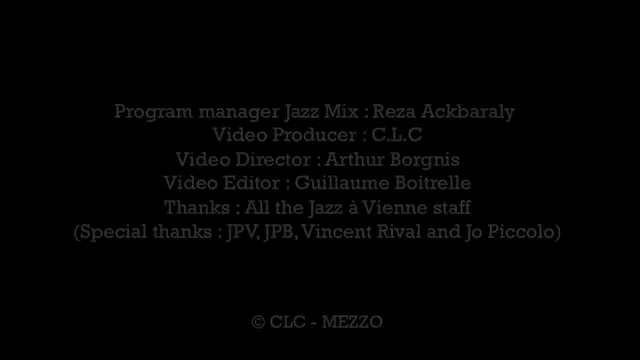 Program manager Jazz Mix : Reza Ackbaraly
Video Producer : C.L.C
Video Director : Arthur Borgnis
Video Editor : Guillaume Boitrelle
Thanks : All the Jazz à Vienne staff
(Special thanks : JPV, JPB, Vincent Rival and Jo Piccolo)
© CLC - MEZZO